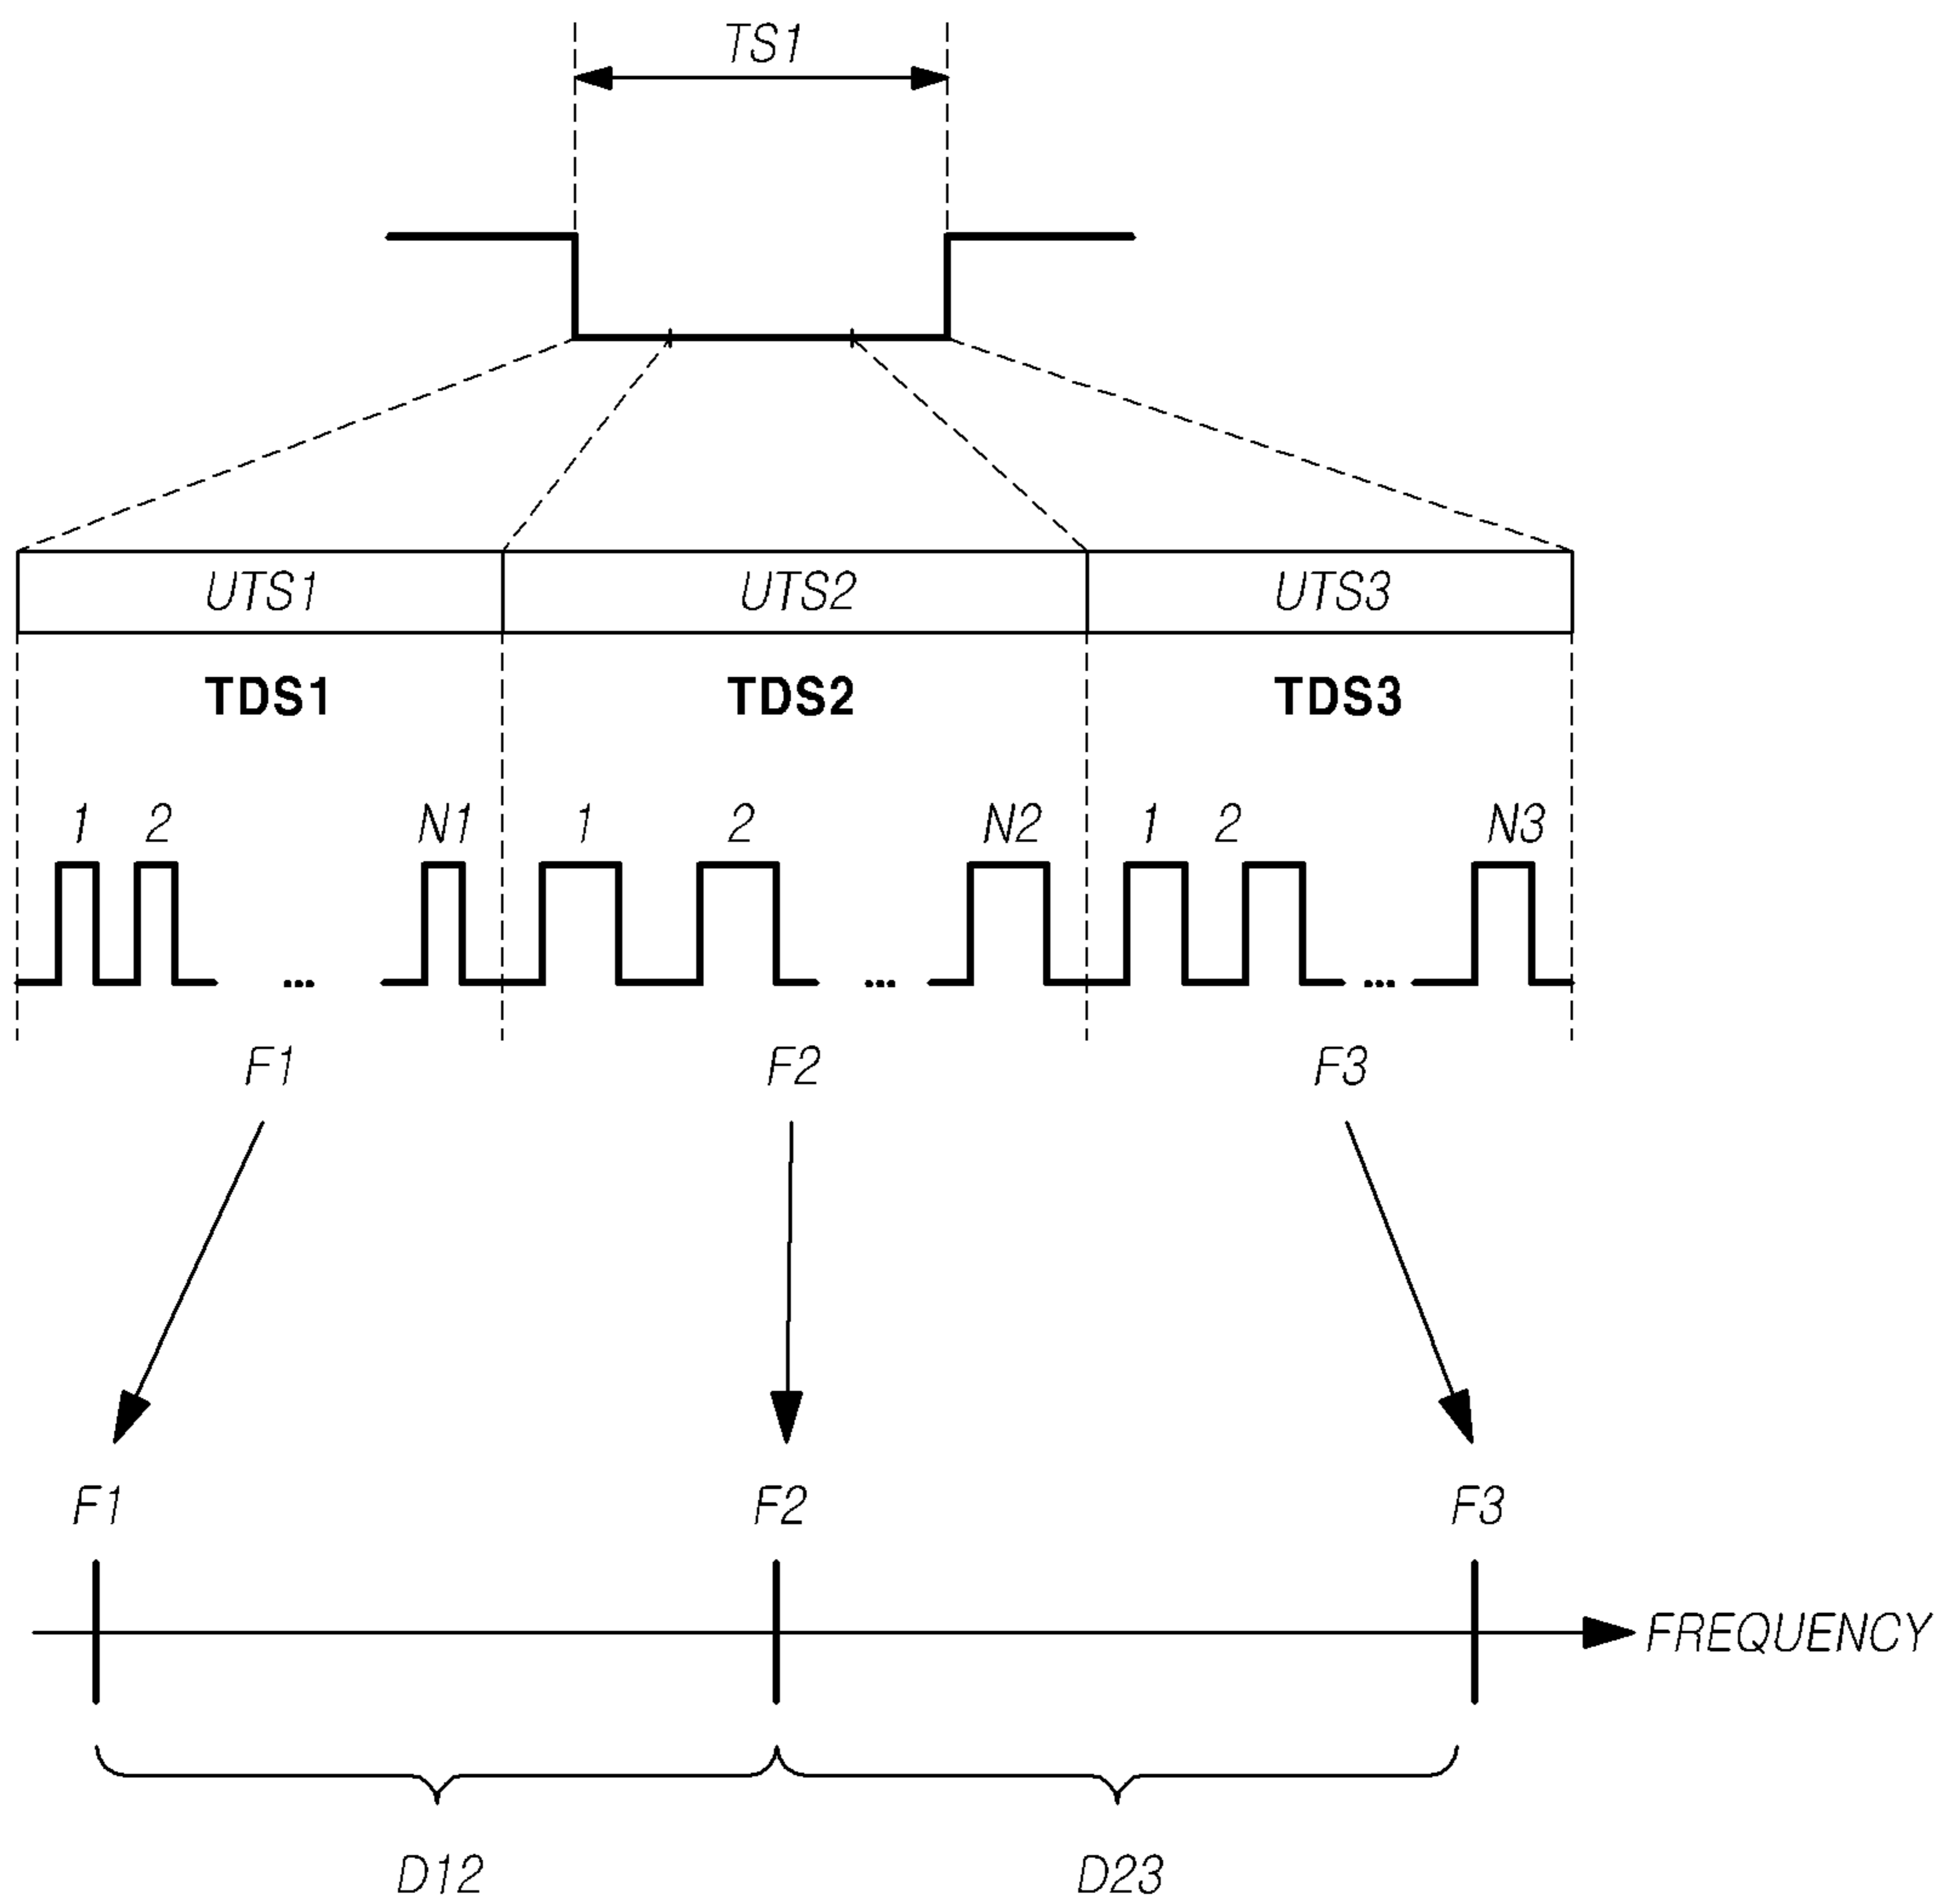 TS1
UTS1 UTS2 UTS3
TDS1 TDS2 TDS3
1 2 N1 1 2 N2 1 2 N3
... ... ...
F1 F2 F3
F1 F2 F3
FREQUENCY
D12 D23